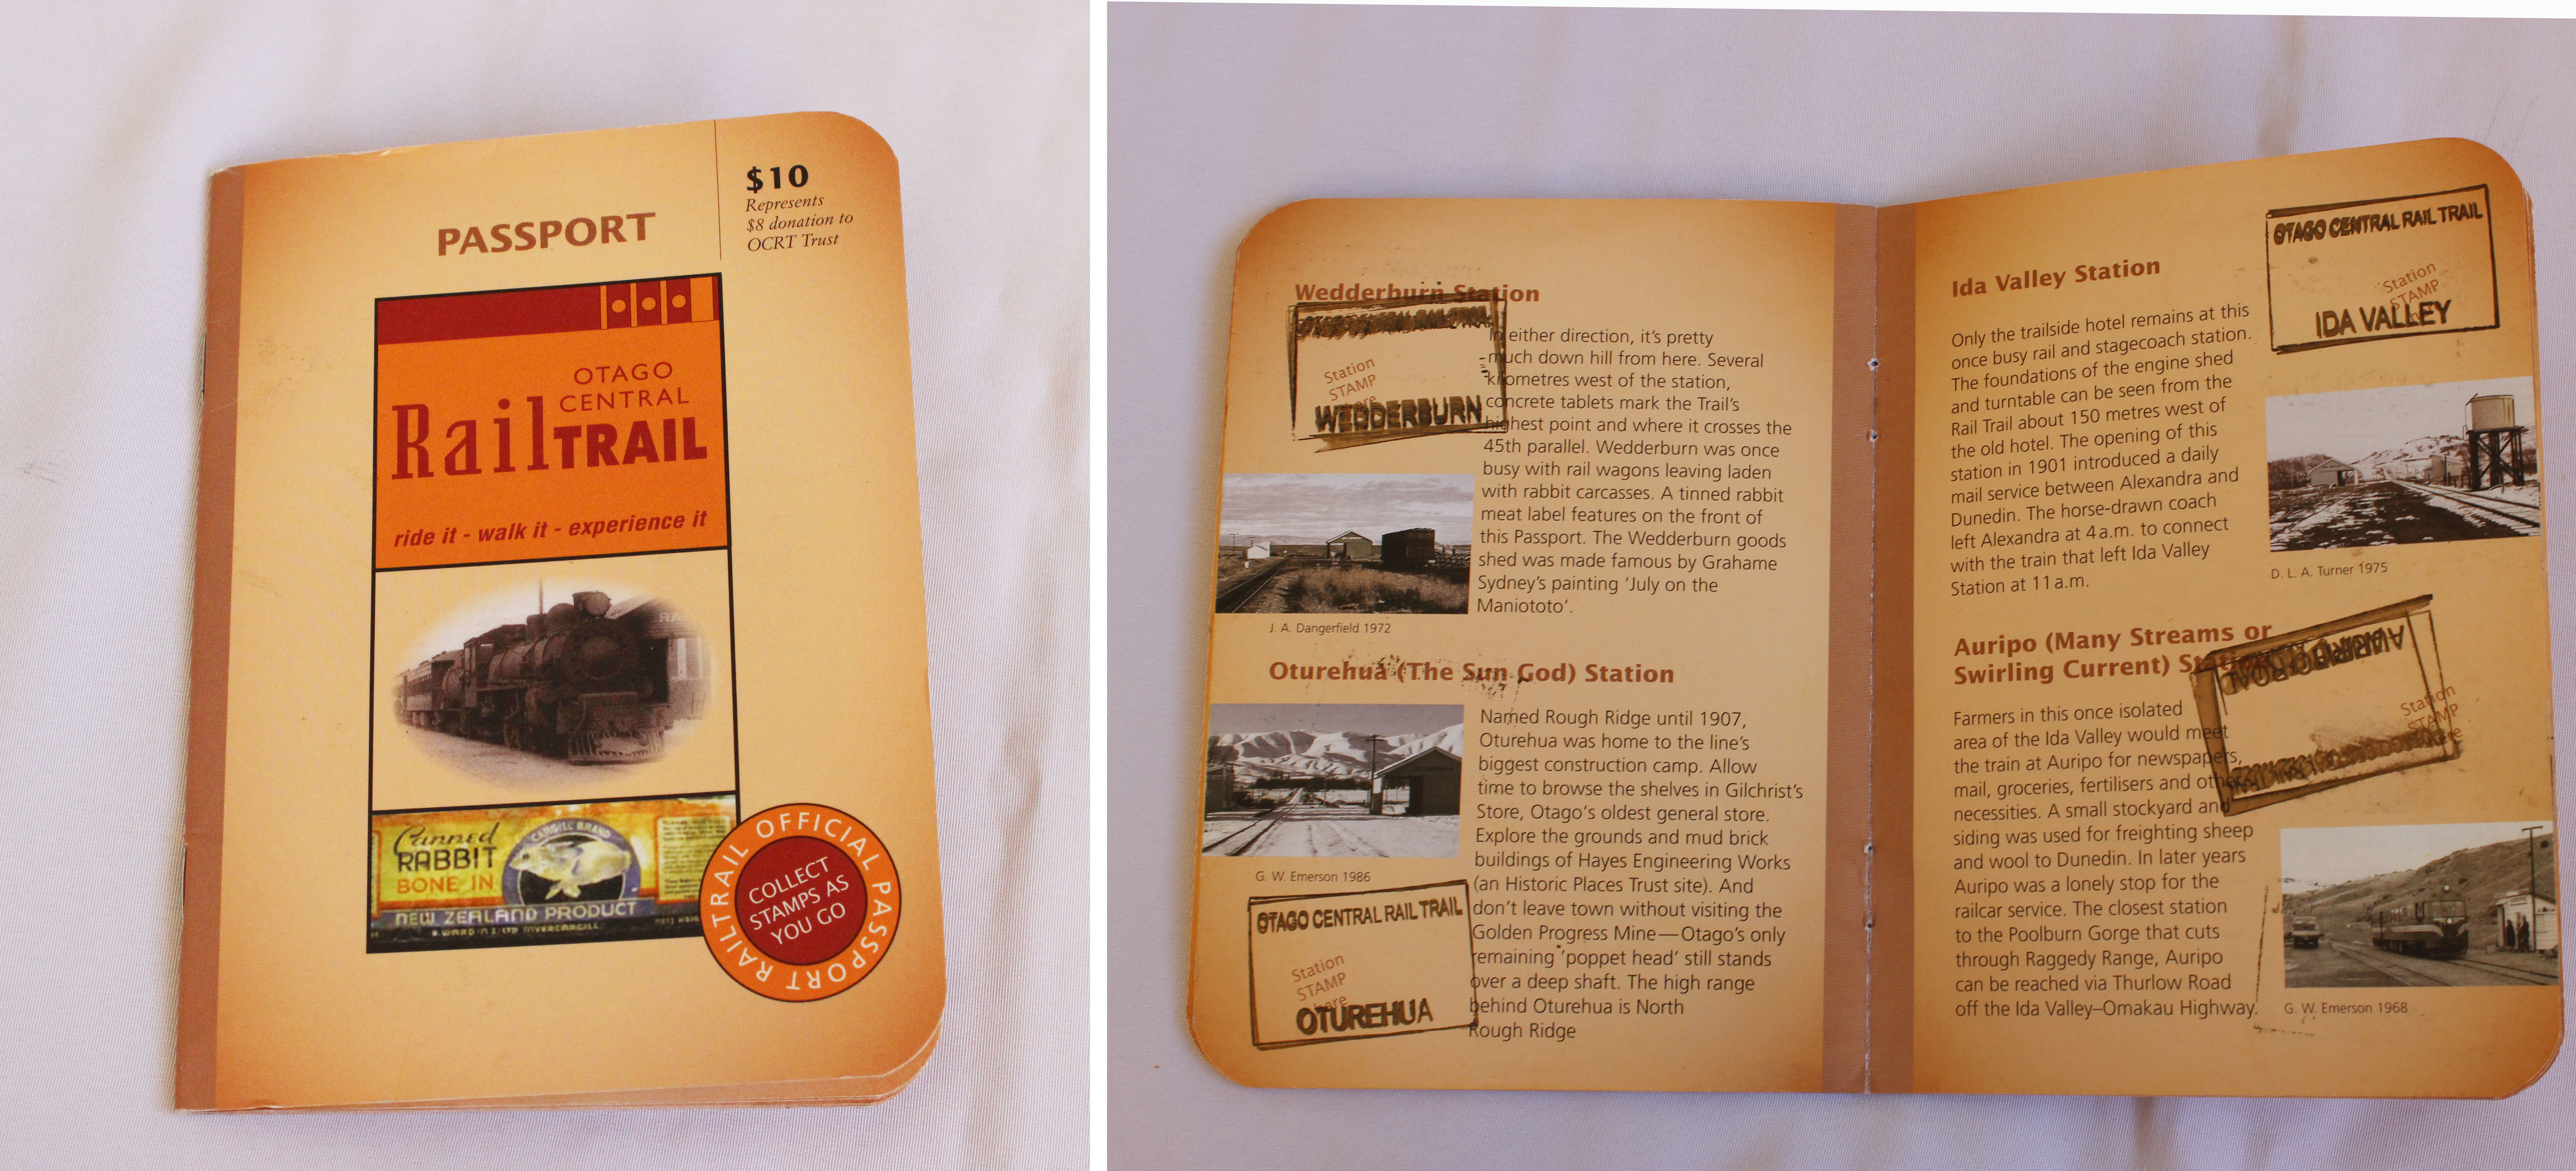 PASSPORT
$10
Represents
$8 donation to
OCRT Trust
OTAGO
CENTRAL
Rail TRAIL
ride it - walk it - experience it
Canned
RABBIT
BONE IN
CARGILL BRAND
NEW ZEALAND PRODUCT
RAILTRAIL OFFICIAL PASSPORT
COLLECT
STAMPS AS
YOU GO
Wedderburn Station
OTAGO CENTRAL RAIL TRAIL
Station
STAMP
here
WEDDERBURN
In either direction, it's pretty
much down hill from here. Several
kilometres west of the station,
concrete tablets mark the Trail's
highest point and where it crosses the
45th parallel. Wedderburn was once
busy with rail wagons leaving laden
with rabbit carcasses. A tinned rabbit
meat label features on the front of
this Passport. The Wedderburn goods
shed was made famous by Grahame
Sydney's painting 'July on the
Maniototo'.
J. A. Dangerfield 1972
Oturehua (The Sun God) Station
Named Rough Ridge until 1907,
Oturehua was home to the line's
biggest construction camp. Allow
time to browse the shelves in Gilchrist's
Store, Otago's oldest general store.
Explore the grounds and mud brick
buildings of Hayes Engineering Works
(an Historic Places Trust site). And
don't leave town without visiting the
Golden Progress Mine—Otago's only
remaining 'poppet head' still stands
over a deep shaft. The high range
behind Oturehua is North
Rough Ridge
G. W. Emerson 1986
OTAGO CENTRAL RAIL TRAIL
Station
STAMP
here
OTUREHUA
Ida Valley Station
OTAGO CENTRAL RAIL TRAIL
Station
STAMP
IDA VALLEY
Only the trailside hotel remains at this
once busy rail and stagecoach station.
The foundations of the engine shed
and turntable can be seen from the
Rail Trail about 150 metres west of
the old hotel. The opening of this
station in 1901 introduced a daily
mail service between Alexandra and
Dunedin. The horse-drawn coach
left Alexandra at 4 a.m. to connect
with the train that left Ida Valley
Station at 11 a.m.
D. L. A. Turner 1975
Auripo (Many Streams or
Swirling Current) Station
Station
STAMP
here
Farmers in this once isolated
area of the Ida Valley would meet
the train at Auripo for newspapers,
mail, groceries, fertilisers and other
necessities. A small stockyard and
siding was used for freighting sheep
and wool to Dunedin. In later years
Auripo was a lonely stop for the
railcar service. The closest station
to the Poolburn Gorge that cuts
through Raggedy Range, Auripo
can be reached via Thurlow Road
off the Ida Valley–Omakau Highway.
G. W. Emerson 1968